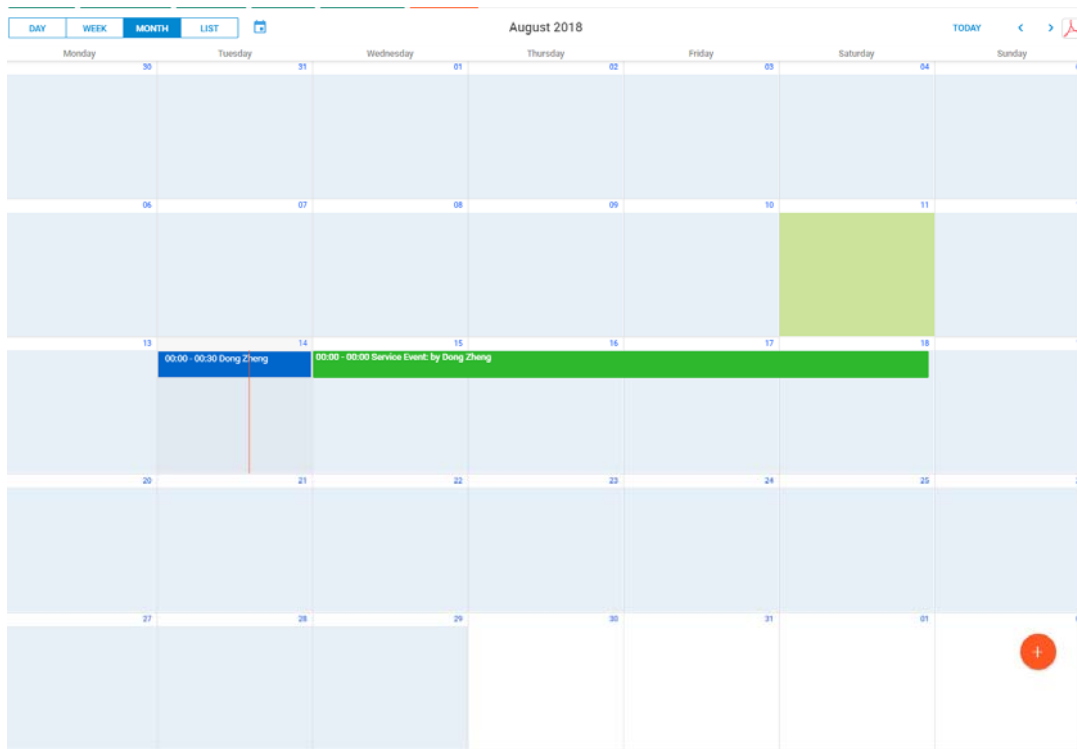 DAY WEEK MONTH LIST August 2018 TODAY
Monday Tuesday Wednesday Thursday Friday Saturday Sunday
30 31 01 02 03 04
06 07 08 09 10 11
13 14 15 16 17 18
00:00 - 00:30 Dong Zheng 00:00 - 00:00 Service Event: by Dong Zheng
20 21 22 23 24 25
27 28 29 30 31 01
+